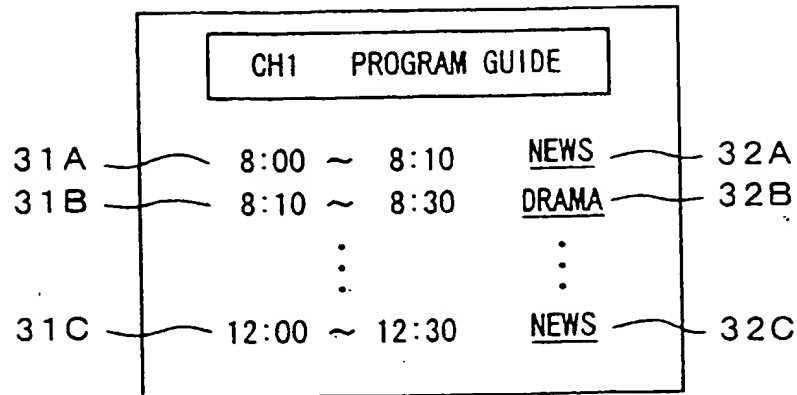 CH1 PROGRAM GUIDE
31A 8:00 ~ 8:10 NEWS 32A
31B 8:10 ~ 8:30 DRAMA 32B
31C 12:00 ~ 12:30 NEWS 32C